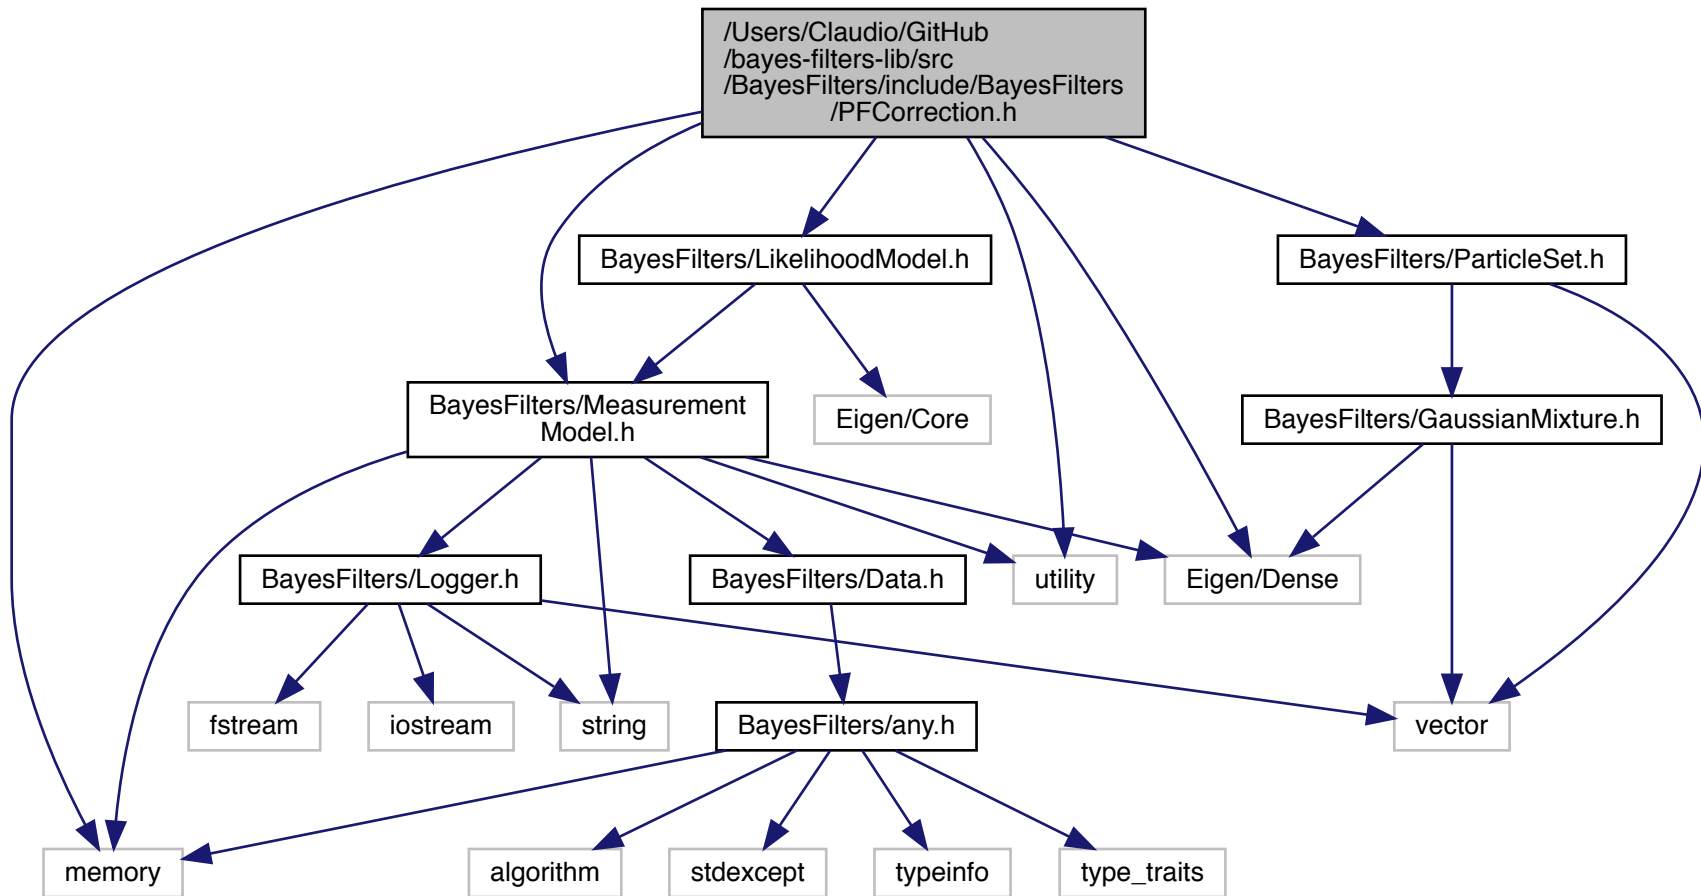 /Users/Claudio/GitHub
/bayes-filters-lib/src
/BayesFilters/include/BayesFilters
/PFCorrection.h
BayesFilters/LikelihoodModel.h
BayesFilters/ParticleSet.h
BayesFilters/Measurement
Model.h
Eigen/Core
BayesFilters/GaussianMixture.h
BayesFilters/Logger.h
BayesFilters/Data.h
utility
Eigen/Dense
fstream
iostream
string
BayesFilters/any.h
vector
memory
algorithm
stdexcept
typeinfo
type_traits